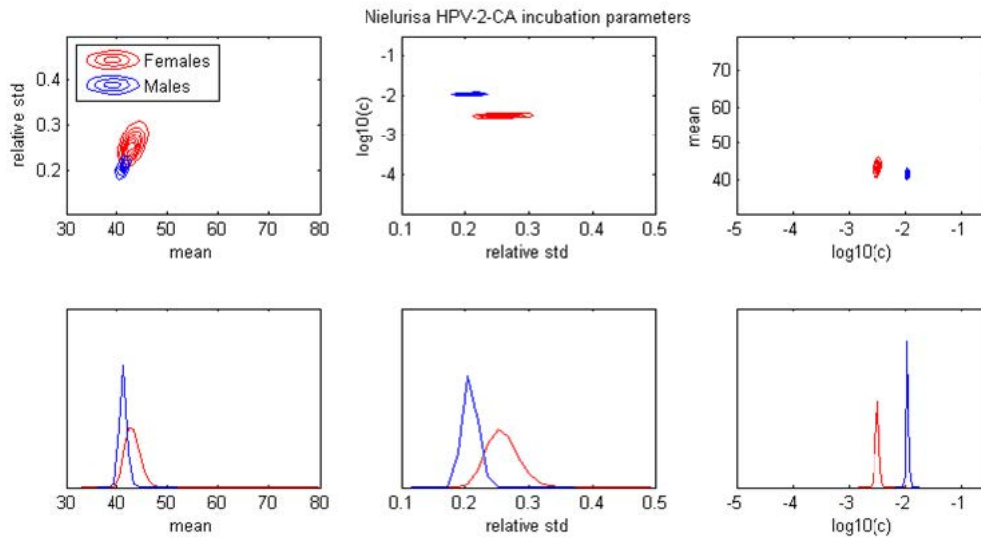 Nielurisa HPV-2-CA incubation parameters
Females
Males
relative std
0.4
0.3
0.2
30 40 50 60 70 80
mean
log10(c)
-1
-2
-3
-4
0.1 0.2 0.3 0.4 0.5
relative std
mean
70
60
50
40
-5 -4 -3 -2 -1
log10(c)
30 40 50 60 70 80
mean
0.1 0.2 0.3 0.4 0.5
relative std
-5 -4 -3 -2 -1
log10(c)